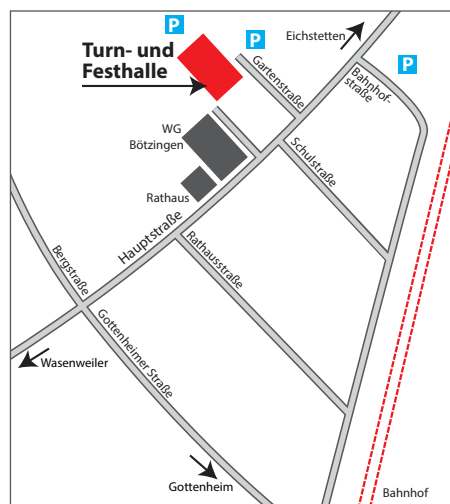 P
P
P
Eichstetten
Turn- und
Festhalle
Gartenstraße
Bahnhof-
straße
WG
Bötzingen
Schulstraße
Rathaus
Hauptstraße
Rathausstraße
Bergstraße
Gottenheimer Straße
Wasenweiler
Gottenheim
Bahnhof